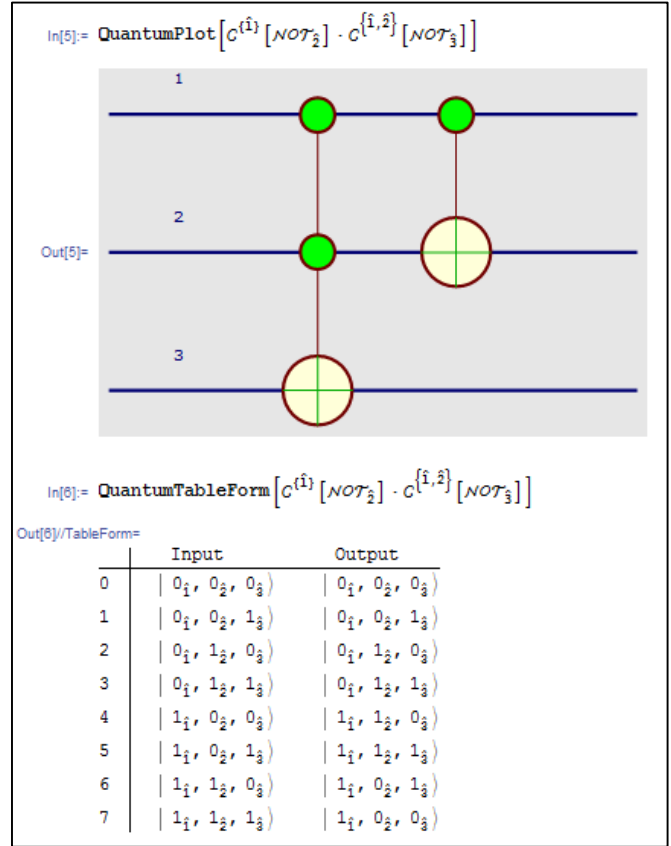 In[5]:= QuantumPlot[C^{1̂}[NOT_2̂] · C^{1̂,2̂}[NOT_3̂]]
1
2
Out[5]=
3
In[6]:= QuantumTableForm[C^{1̂}[NOT_2̂] · C^{1̂,2̂}[NOT_3̂]]
Out[6]//TableForm=
Input Output
0 | 0_1̂, 0_2̂, 0_3̂⟩ | 0_1̂, 0_2̂, 0_3̂⟩
1 | 0_1̂, 0_2̂, 1_3̂⟩ | 0_1̂, 0_2̂, 1_3̂⟩
2 | 0_1̂, 1_2̂, 0_3̂⟩ | 0_1̂, 1_2̂, 0_3̂⟩
3 | 0_1̂, 1_2̂, 1_3̂⟩ | 0_1̂, 1_2̂, 1_3̂⟩
4 | 1_1̂, 0_2̂, 0_3̂⟩ | 1_1̂, 1_2̂, 0_3̂⟩
5 | 1_1̂, 0_2̂, 1_3̂⟩ | 1_1̂, 1_2̂, 1_3̂⟩
6 | 1_1̂, 1_2̂, 0_3̂⟩ | 1_1̂, 0_2̂, 1_3̂⟩
7 | 1_1̂, 1_2̂, 1_3̂⟩ | 1_1̂, 0_2̂, 0_3̂⟩